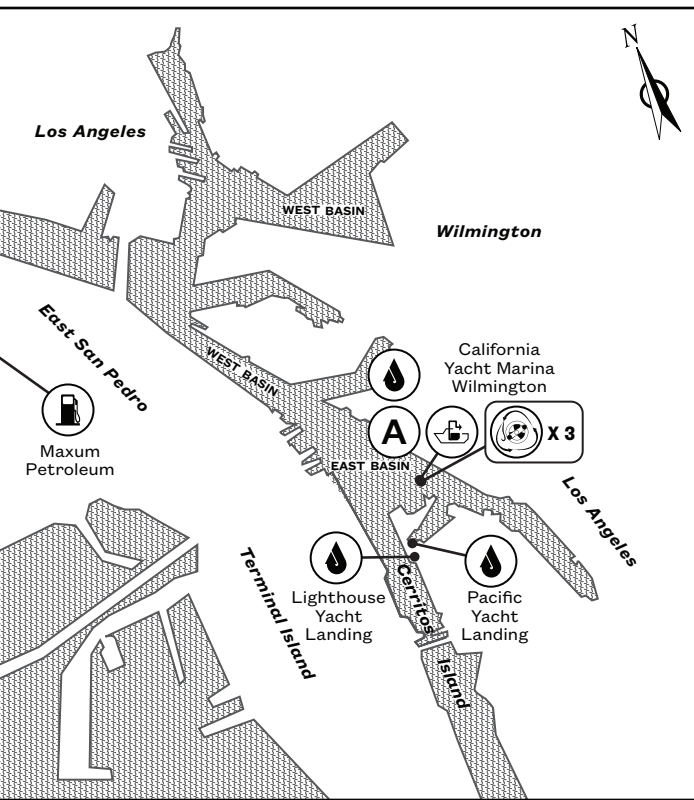 N
Los Angeles
WEST BASIN
Wilmington
East San Pedro
WEST BASIN
California
Yacht Marina
Wilmington
A
X 3
Maxum
Petroleum
EAST BASIN
Los Angeles
Terminal Island
Lighthouse
Yacht
Landing
Cerritos
Island
Pacific
Yacht
Landing